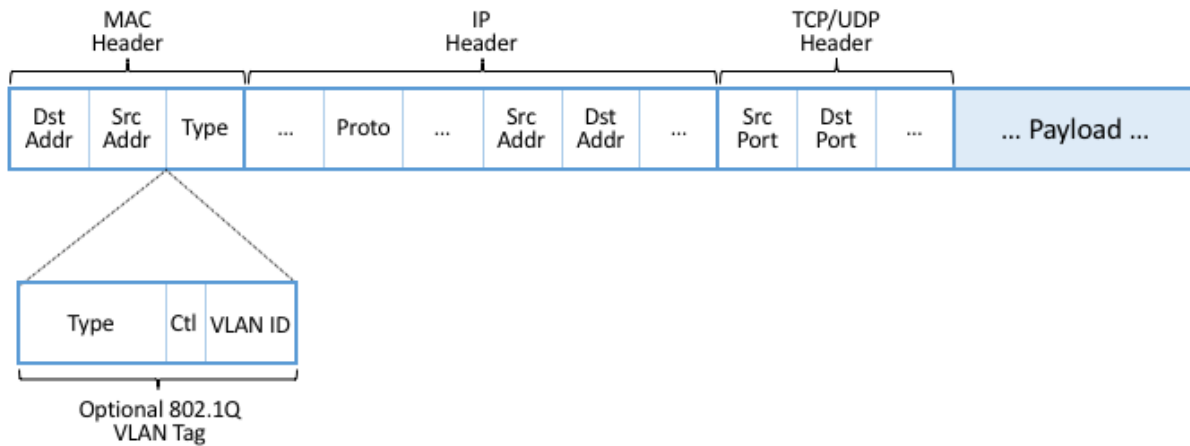 MAC
Header
IP
Header
TCP/UDP
Header
Dst
Addr
Src
Addr
Type
...
Proto
...
Src
Addr
Dst
Addr
...
Src
Port
Dst
Port
...
... Payload ...
Type
Ctl
VLAN ID
Optional 802.1Q
VLAN Tag